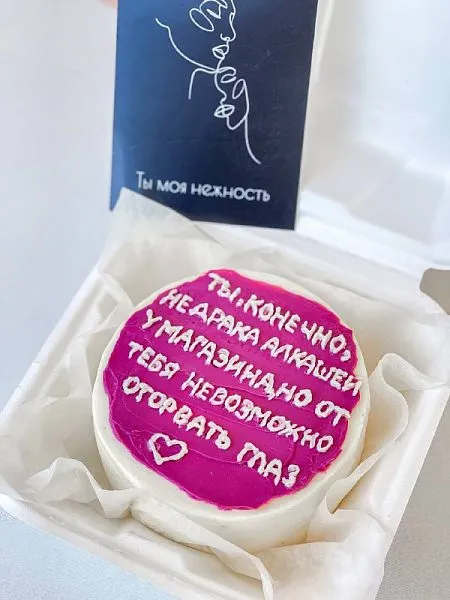 Ты моя нежность
ТЫ, КОНЕЧНО,
НЕ ДРАКА АЛКАШЕЙ
У МАГАЗИНА, НО ОТ
ТЕБЯ НЕВОЗМОЖНО
ОТОРВАТЬ ГЛАЗ